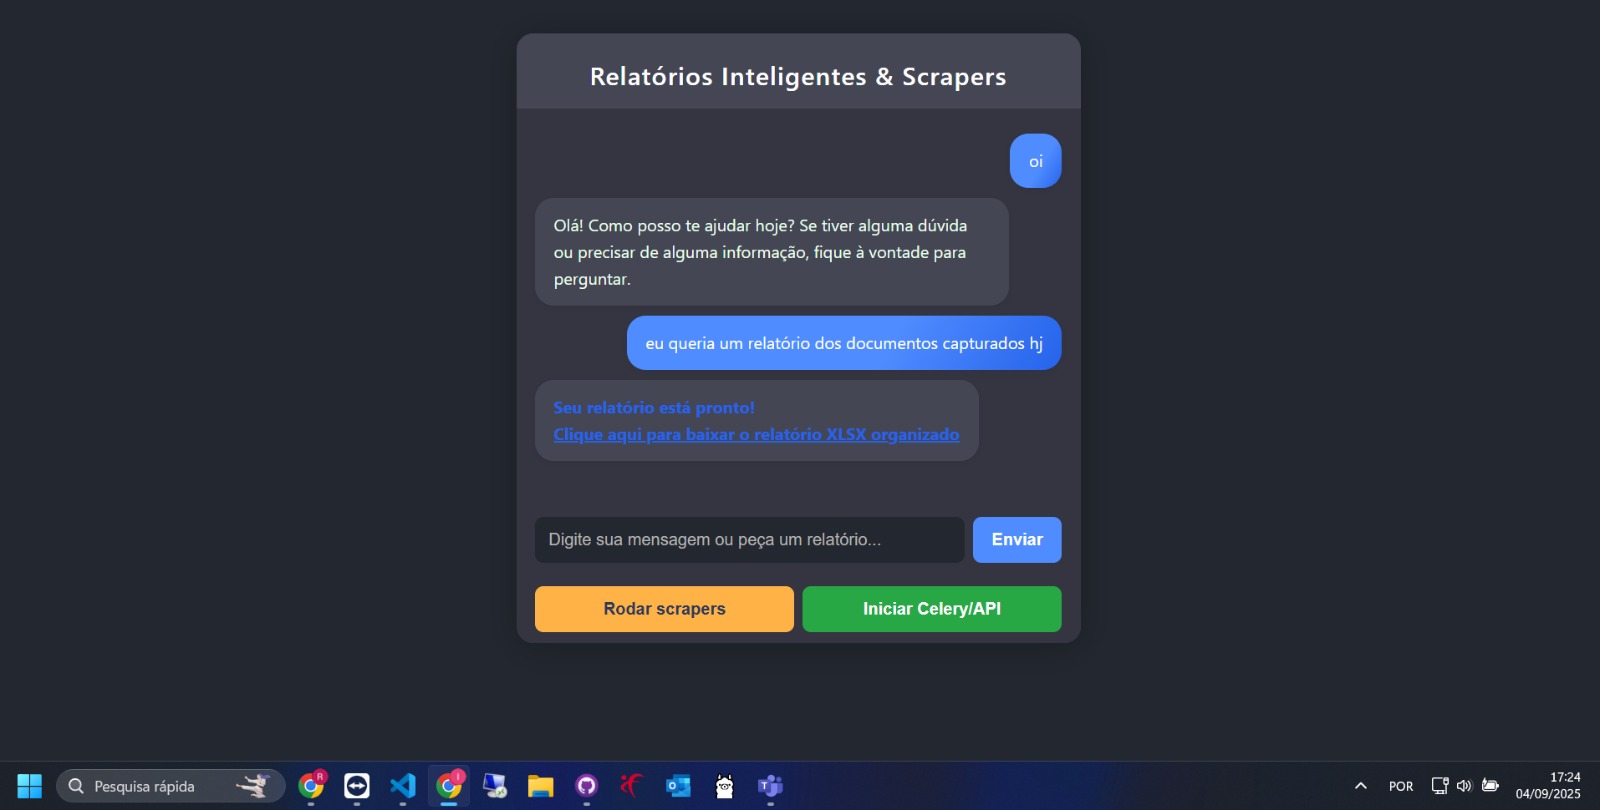 Relatórios Inteligentes & Scrapers
oi
Olá! Como posso te ajudar hoje? Se tiver alguma dúvida
ou precisar de alguma informação, fique à vontade para
perguntar.
eu queria um relatório dos documentos capturados hj
Seu relatório está pronto!
Clique aqui para baixar o relatório XLSX organizado
Digite sua mensagem ou peça um relatório...
Enviar
Rodar scrapers
Iniciar Celery/API
Pesquisa rápida
R
I
POR
17:24
04/09/2025